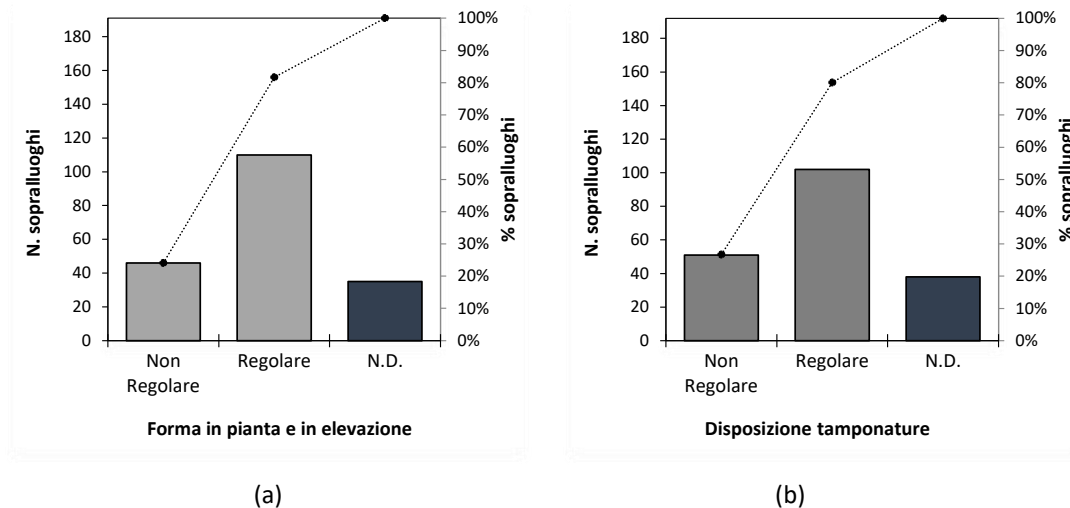 180
160
140
120
100
80
60
40
20
0
N. sopralluoghi
100%
90%
80%
70%
60%
50%
40%
30%
20%
10%
0%
% sopralluoghi
Non
Regolare
Regolare
N.D.
Forma in pianta e in elevazione
(a)
180
160
140
120
100
80
60
40
20
0
N. sopralluoghi
100%
90%
80%
70%
60%
50%
40%
30%
20%
10%
0%
% sopralluoghi
Non
Regolare
Regolare
N.D.
Disposizione tamponature
(b)